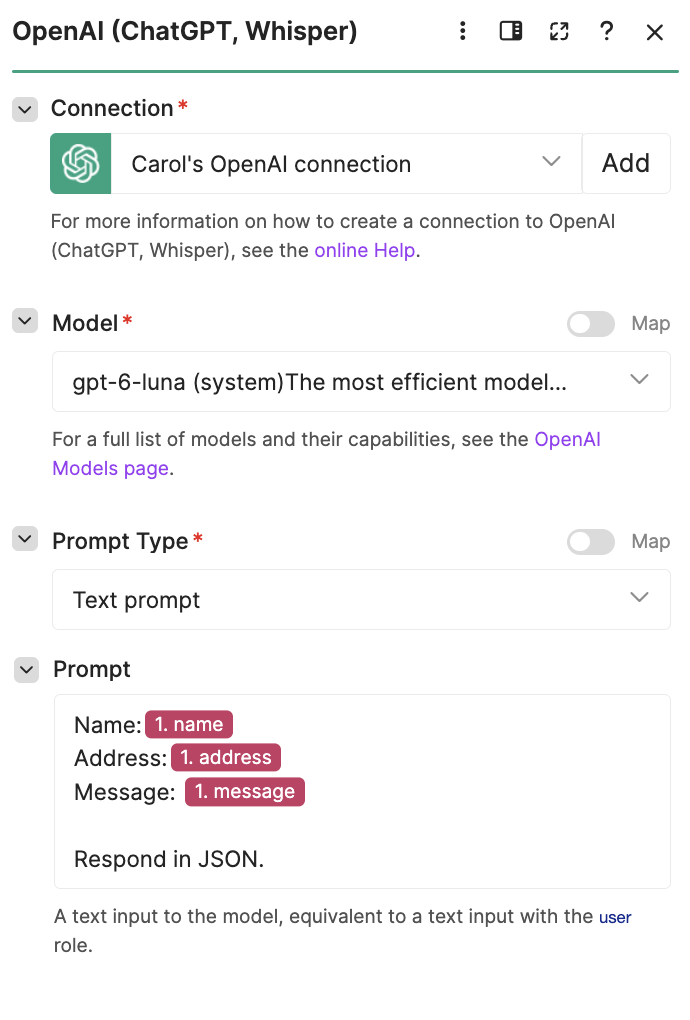 OpenAI (ChatGPT, Whisper)
?
Connection *
Carol's OpenAI connection
Add
For more information on how to create a connection to OpenAI
(ChatGPT, Whisper), see the online Help.
Model *
Map
gpt-6-luna (system)The most efficient model...
For a full list of models and their capabilities, see the OpenAI
Models page.
Prompt Type *
Map
Text prompt
Prompt
Name: 1. name
Address: 1. address
Message: 1. message
Respond in JSON.
A text input to the model, equivalent to a text input with the user
role.